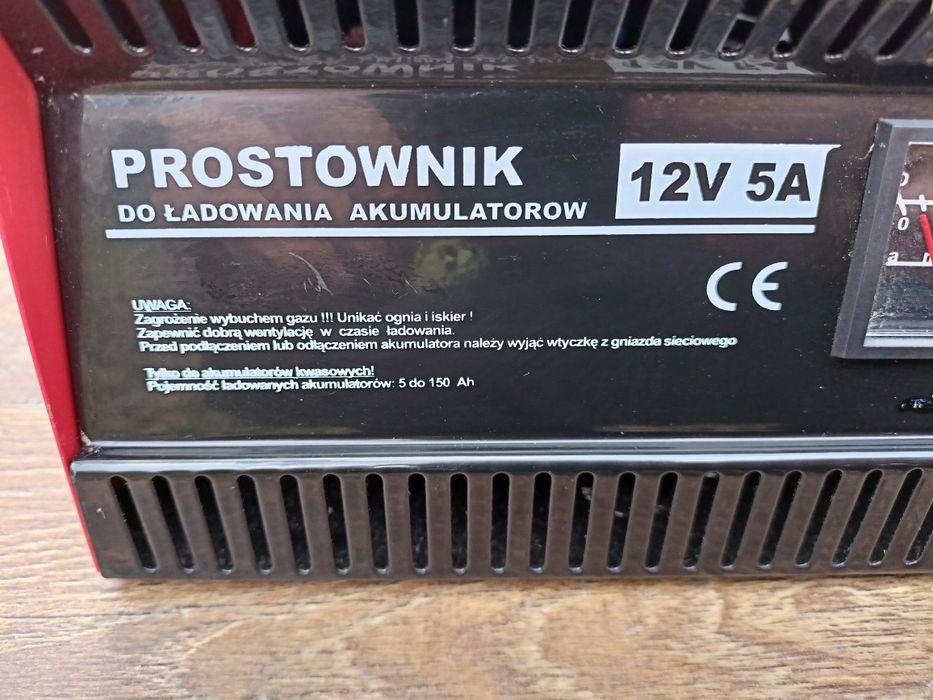 PROSTOWNIK
12V 5A
DO ŁADOWANIA AKUMULATOROW
CE
UWAGA:
Zagrożenie wybuchem gazu !!! Unikać ognia i iskier !
Zapewnić dobrą wentylację w czasie ładowania.
Przed podłączeniem lub odłączeniem akumulatora należy wyjąć wtyczkę z gniazda sieciowego
Tylko do akumulatorów kwasowych!
Pojemność ładowanych akumulatorów: 5 do 150 Ah
0